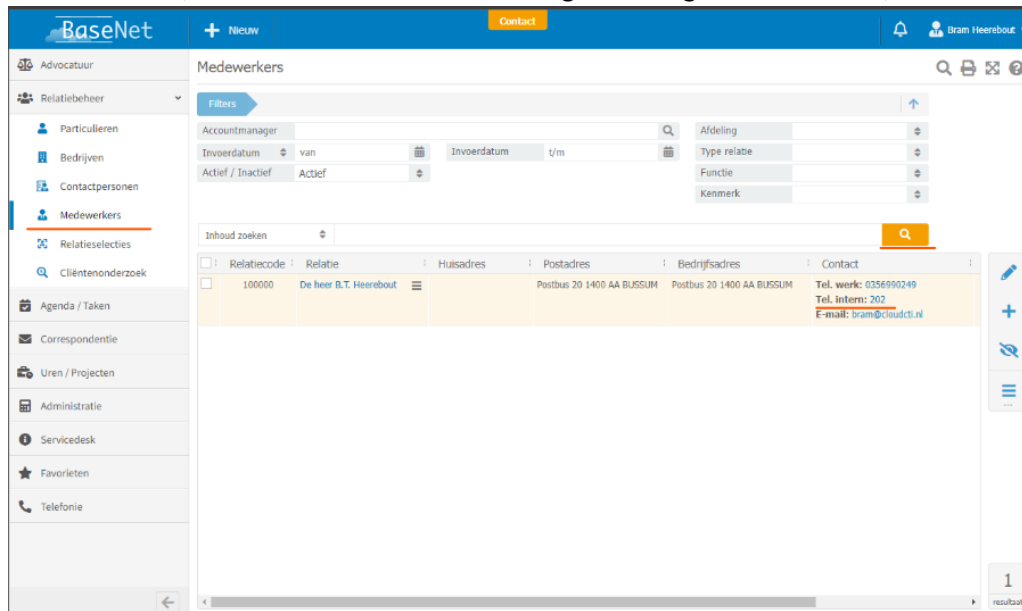 BaseNet
Nieuw
Contact
Bram Heerebout
Advocatuur
Relatiebeheer
Particulieren
Bedrijven
Contactpersonen
Medewerkers
Relatieselecties
Cliëntenonderzoek
Agenda / Taken
Correspondentie
Uren / Projecten
Administratie
Servicedesk
Favorieten
Telefonie
Medewerkers
Filters
Accountmanager
Afdeling
Invoerdatum van Invoerdatum t/m
Type relatie
Actief / Inactief Actief
Functie
Kenmerk
Inhoud zoeken
Relatiecode Relatie Huisadres Postadres Bedrijfsadres Contact
100000 De heer B.T. Heerebout Postbus 20 1400 AA BUSSUM Postbus 20 1400 AA BUSSUM Tel. werk: 0356990249
Tel. intern: 202
E-mail: bram@cloudcti.nl
1